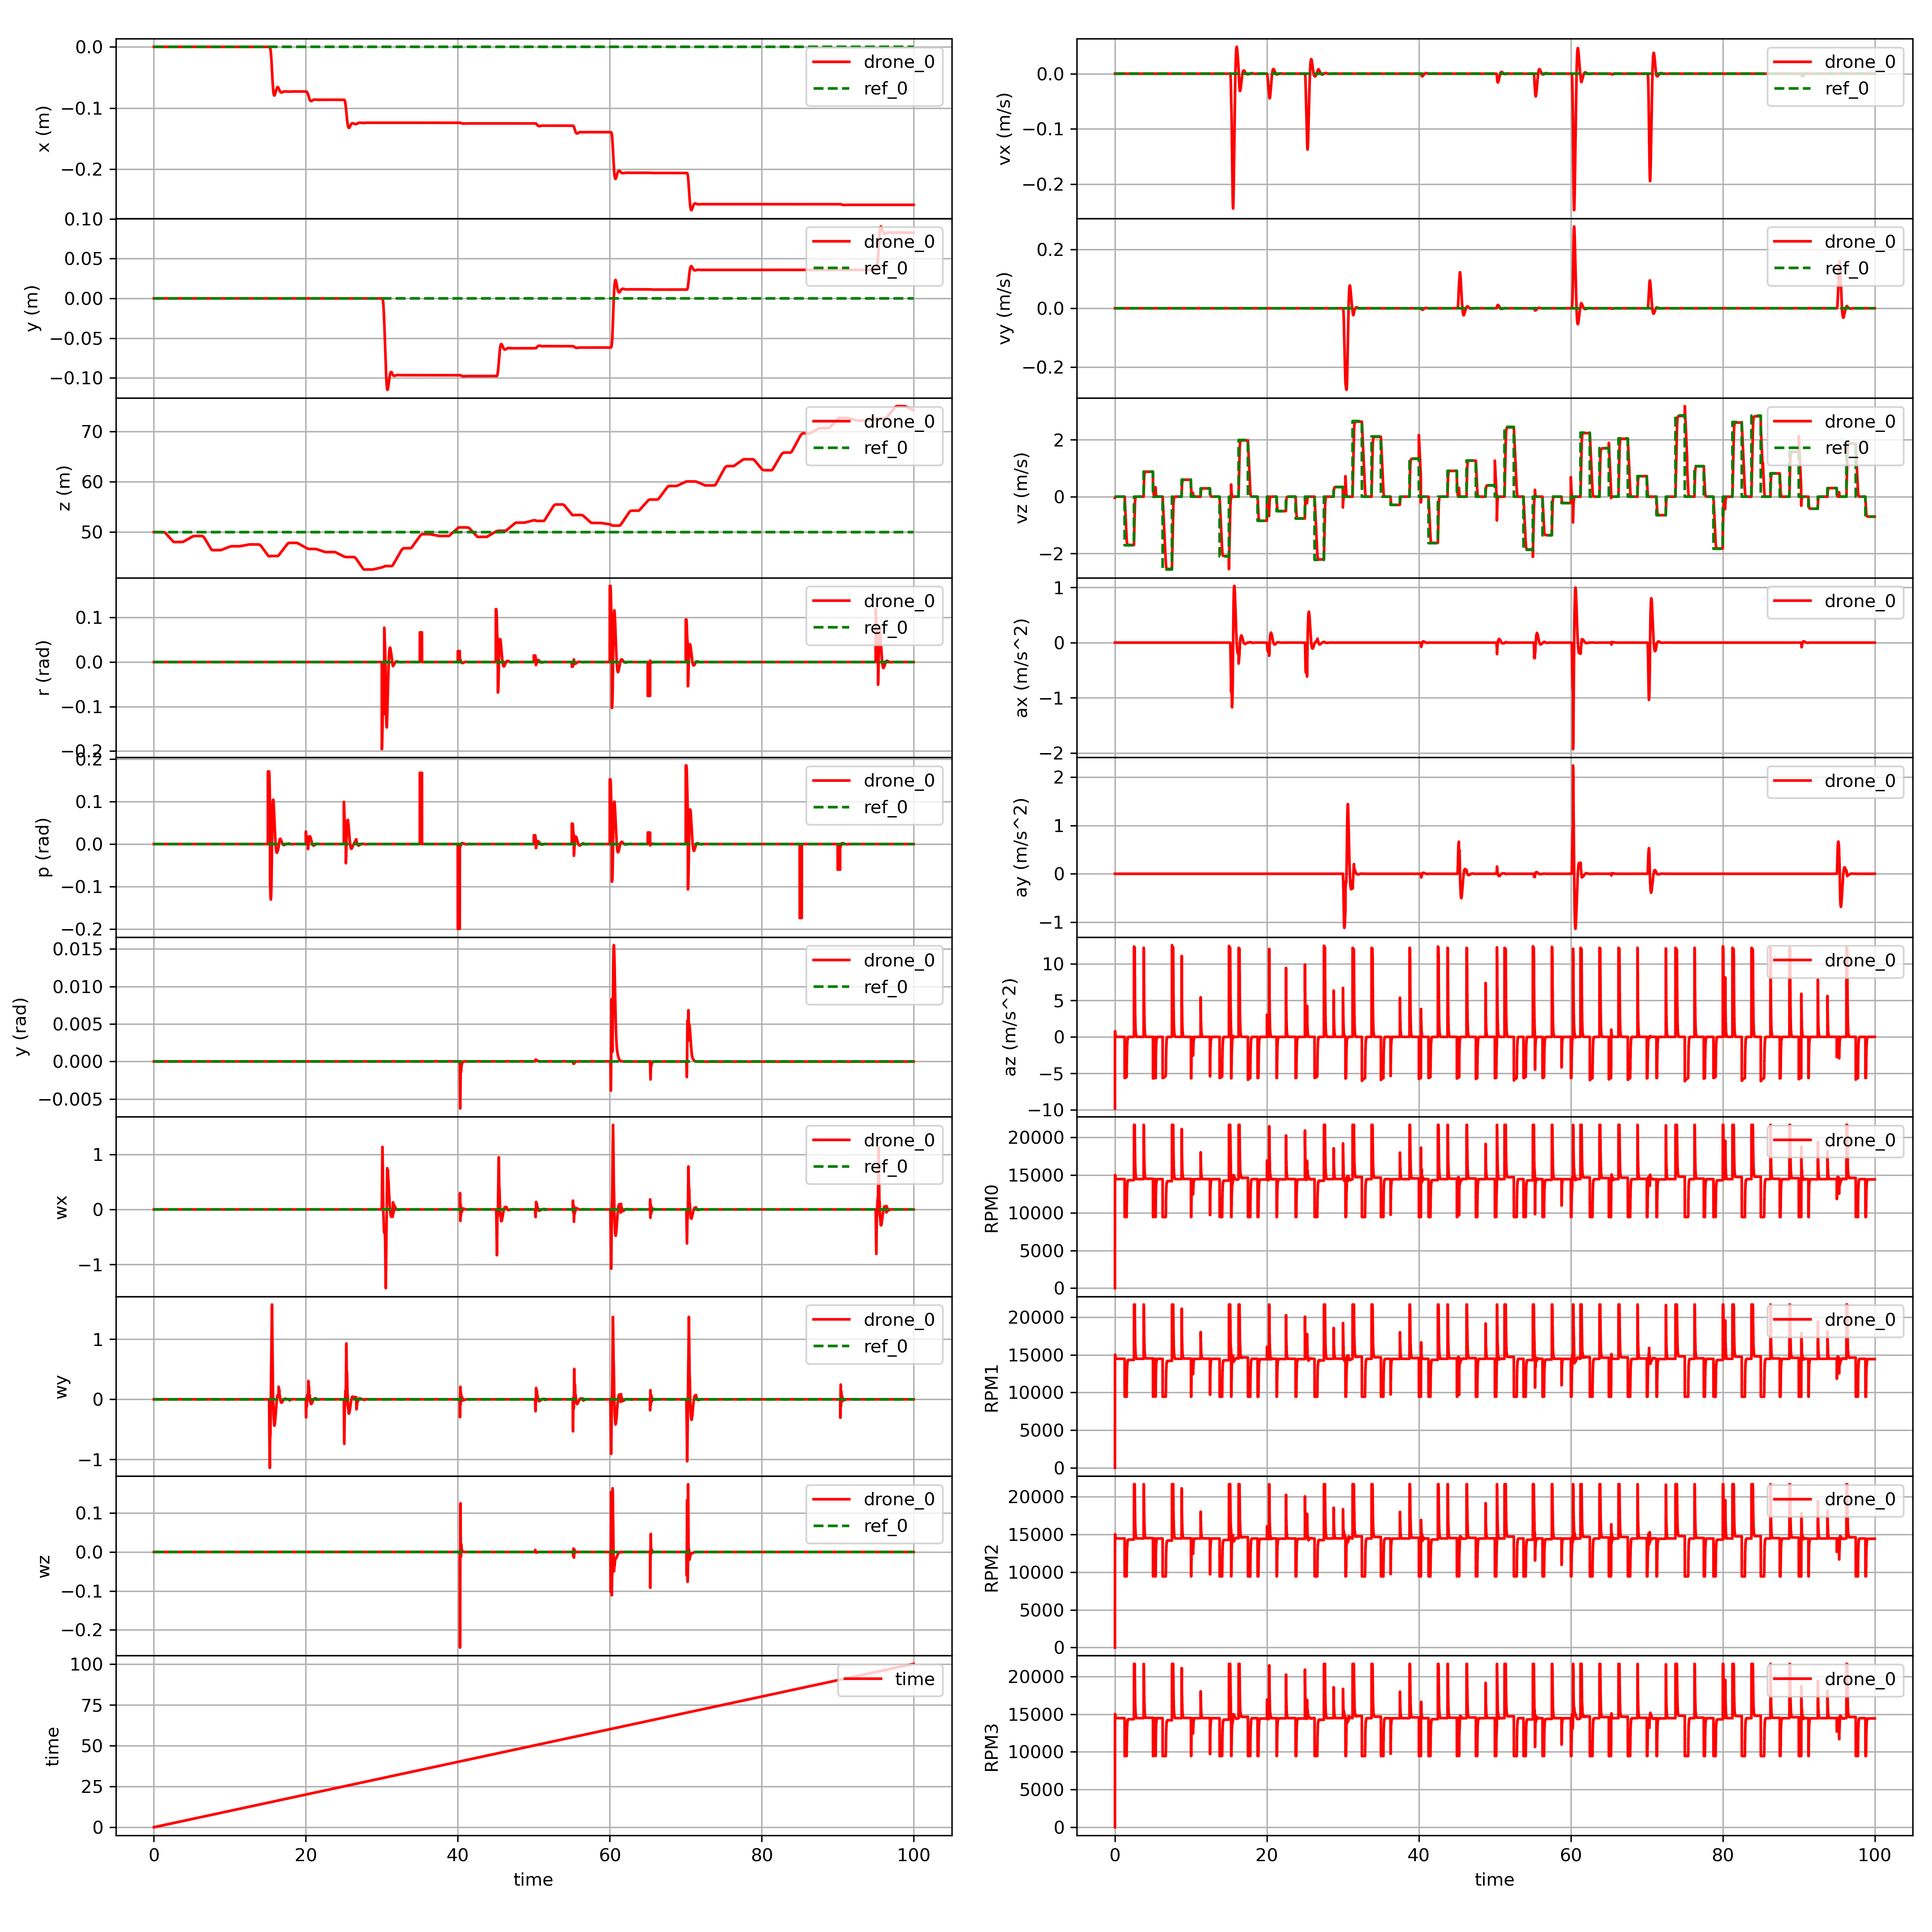 0.0
−0.1
−0.2
x (m)
drone_0
ref_0
0.10
0.05
0.00
−0.05
−0.10
y (m)
drone_0
ref_0
70
60
50
z (m)
drone_0
ref_0
0.1
0.0
−0.1
−0.2
r (rad)
drone_0
ref_0
0.2
0.1
0.0
−0.1
−0.2
p (rad)
drone_0
ref_0
0.015
0.010
0.005
0.000
−0.005
y (rad)
drone_0
ref_0
1
0
−1
wx
drone_0
ref_0
1
0
−1
wy
drone_0
ref_0
0.1
0.0
−0.1
−0.2
wz
drone_0
ref_0
100
75
50
25
0
time
time
0 20 40 60 80 100
time
0.0
−0.1
−0.2
vx (m/s)
drone_0
ref_0
0.2
0.0
−0.2
vy (m/s)
drone_0
ref_0
2
0
−2
vz (m/s)
drone_0
ref_0
1
0
−1
−2
ax (m/s^2)
drone_0
2
1
0
−1
ay (m/s^2)
drone_0
10
5
0
−5
−10
az (m/s^2)
drone_0
20000
15000
10000
5000
0
RPM0
drone_0
20000
15000
10000
5000
0
RPM1
drone_0
20000
15000
10000
5000
0
RPM2
drone_0
20000
15000
10000
5000
0
RPM3
drone_0
0 20 40 60 80 100
time